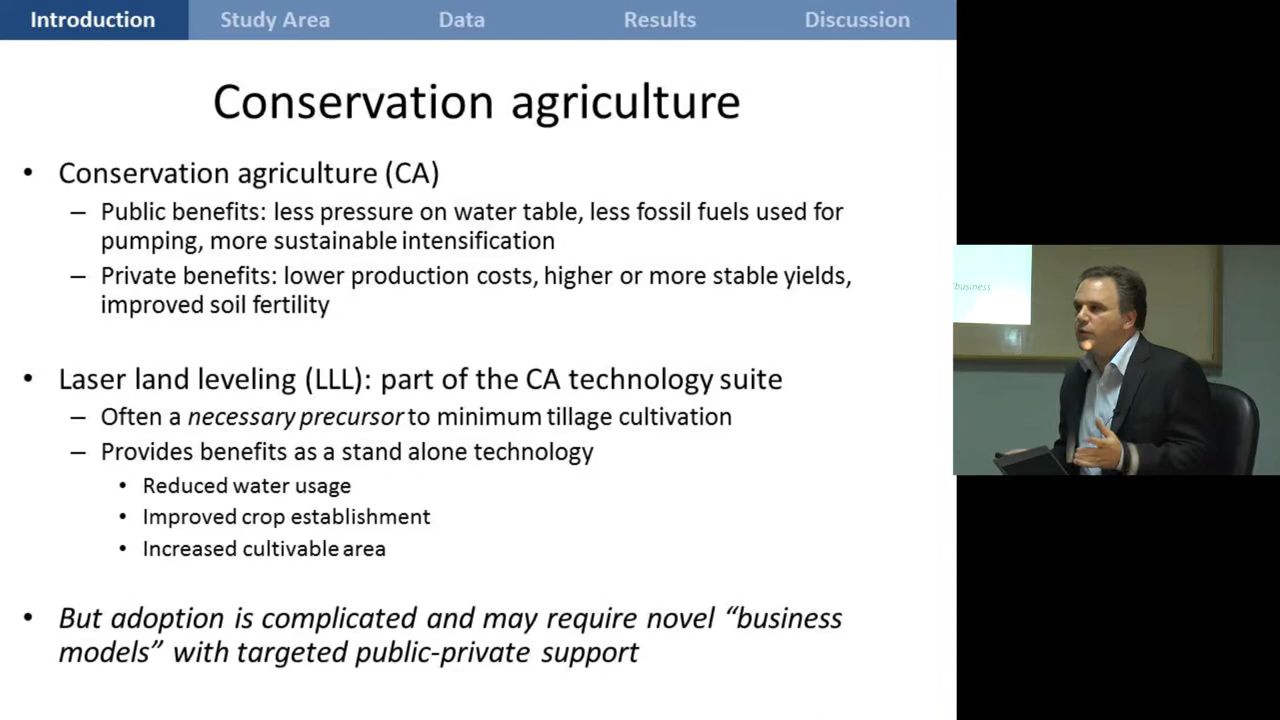 Introduction Study Area Data Results Discussion
Conservation agriculture
• Conservation agriculture (CA)
– Public benefits: less pressure on water table, less fossil fuels used for
pumping, more sustainable intensification
– Private benefits: lower production costs, higher or more stable yields,
improved soil fertility
• Laser land leveling (LLL): part of the CA technology suite
– Often a necessary precursor to minimum tillage cultivation
– Provides benefits as a stand alone technology
• Reduced water usage
• Improved crop establishment
• Increased cultivable area
• But adoption is complicated and may require novel “business
models” with targeted public-private support
"business